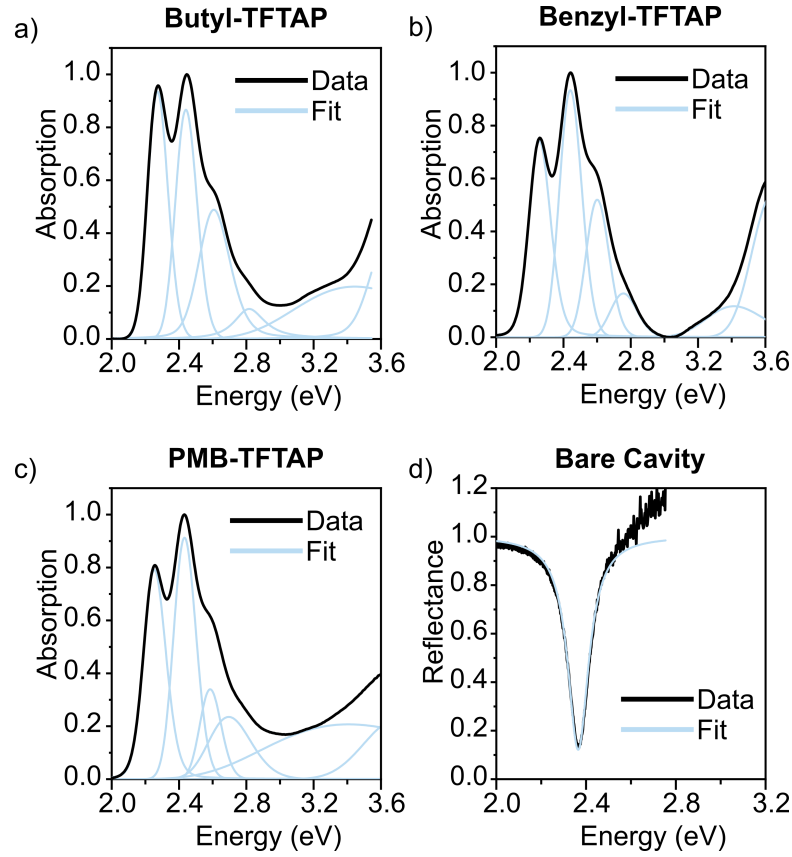 a)
Butyl-TFTAP
1.0
0.8
0.6
0.4
0.2
0.0
Absorption
Data
Fit
2.0 2.4 2.8 3.2 3.6
Energy (eV)
b)
Benzyl-TFTAP
1.0
0.8
0.6
0.4
0.2
0.0
Absorption
Data
Fit
2.0 2.4 2.8 3.2 3.6
Energy (eV)
c)
PMB-TFTAP
1.0
0.8
0.6
0.4
0.2
0.0
Absorption
Data
Fit
2.0 2.4 2.8 3.2 3.6
Energy (eV)
d)
Bare Cavity
1.2
1.0
0.8
0.6
0.4
0.2
0.0
Reflectance
Data
Fit
2.0 2.4 2.8 3.2
Energy (eV)